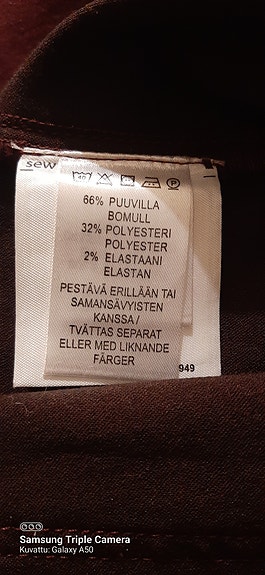 sew
40
P
66% PUUVILLA
BOMULL
32% POLYESTERI
POLYESTER
2% ELASTAANI
ELASTAN
PESTÄVÄ ERILLÄÄN TAI
SAMANSÄVYISTEN
KANSSA /
TVÄTTAS SEPARAT
ELLER MED LIKNANDE
FÄRGER
949
Samsung Triple Camera
Kuvattu: Galaxy A50